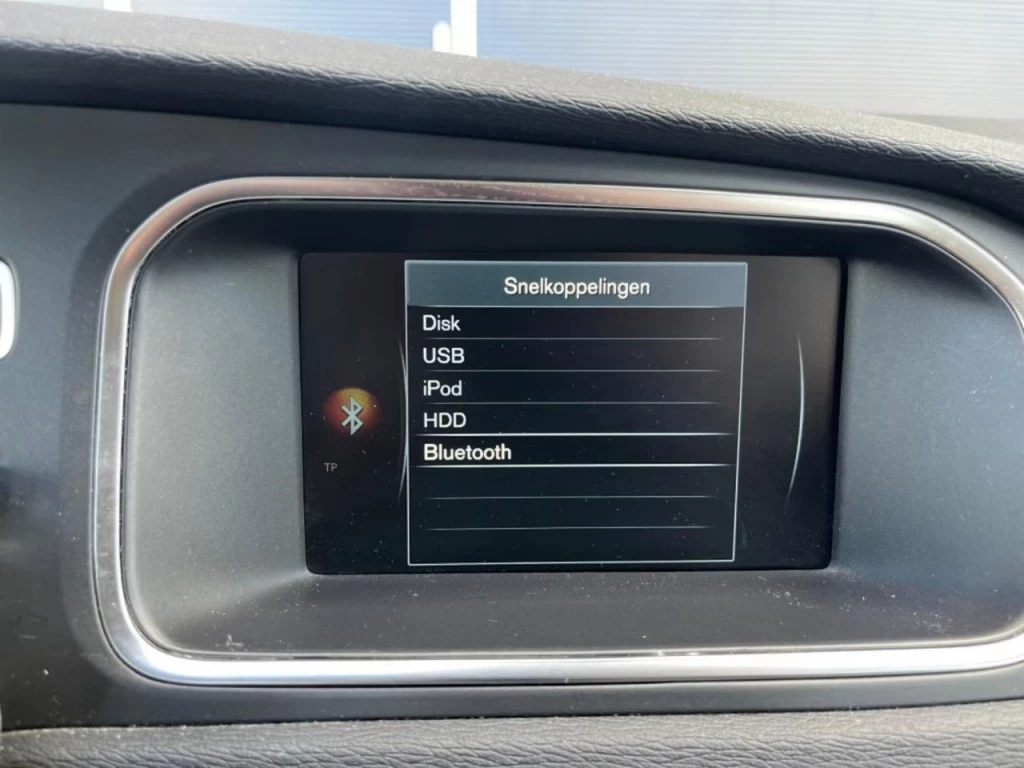 Snelkoppelingen
Disk
USB
iPod
HDD
Bluetooth
TP